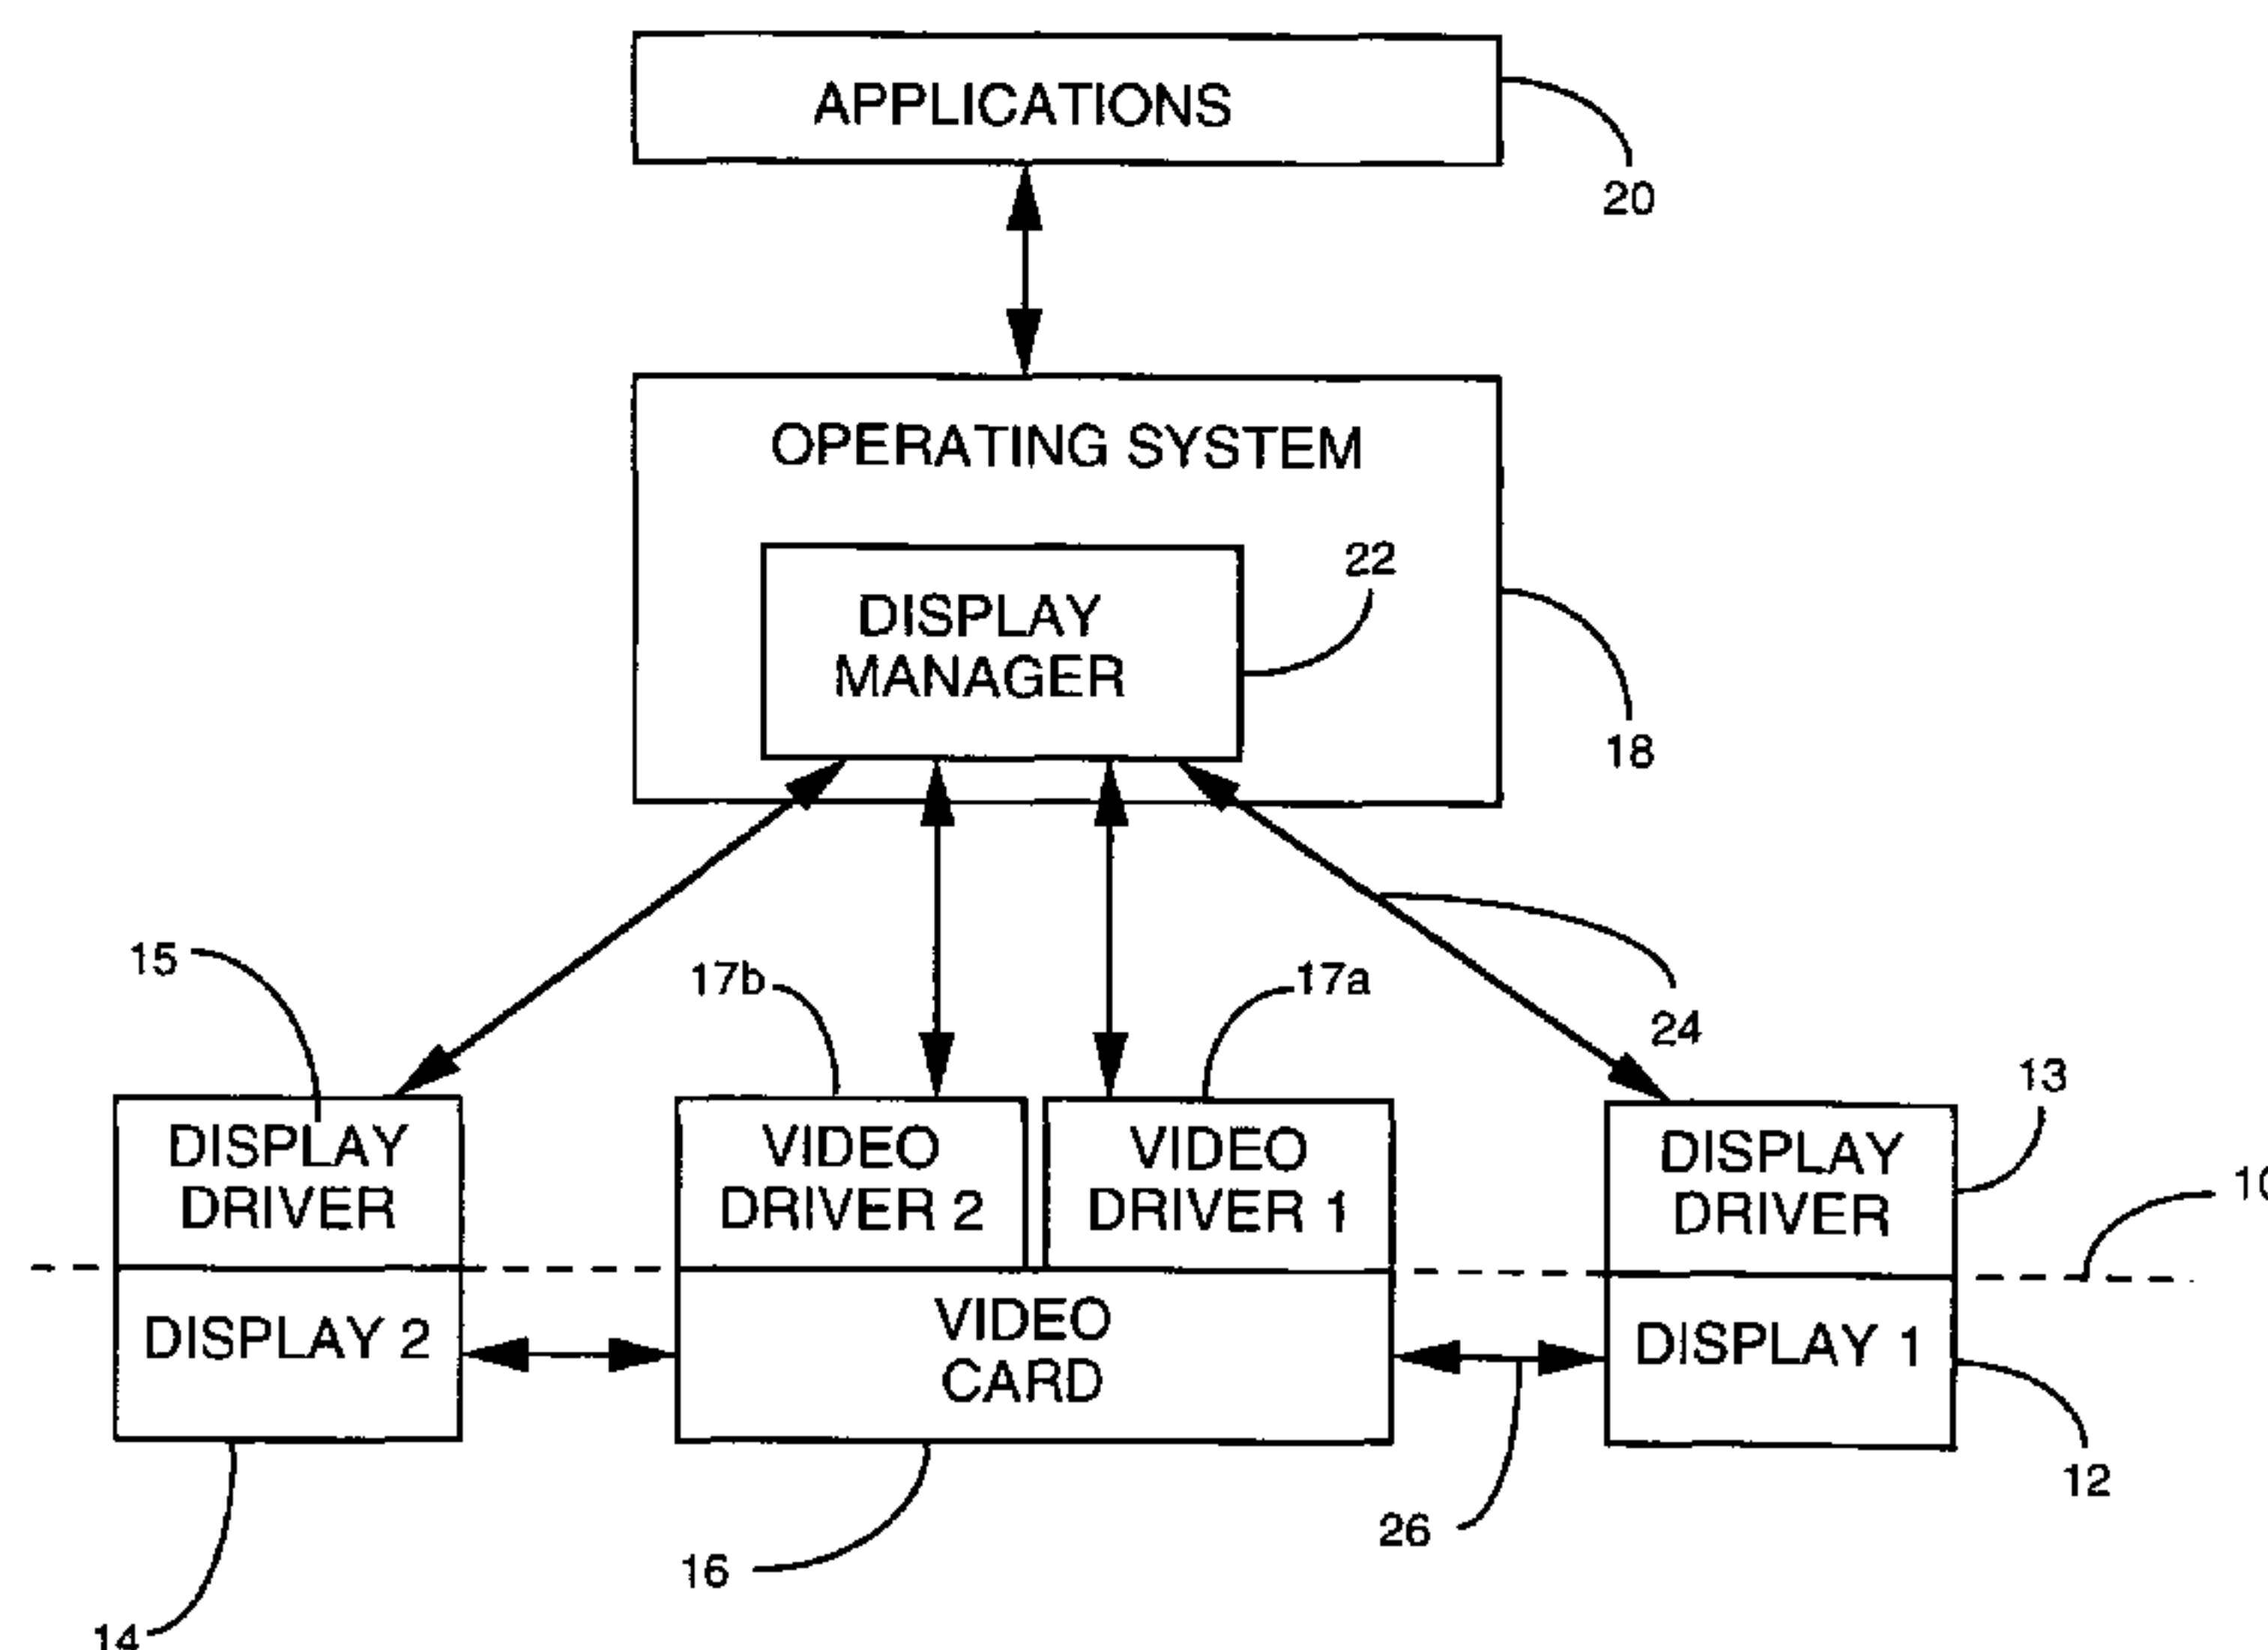 APPLICATIONS
20
OPERATING SYSTEM
22
DISPLAY
MANAGER
18
15
17b
17a
24
13
DISPLAY
DRIVER
VIDEO
DRIVER 2
VIDEO
DRIVER 1
DISPLAY
DRIVER
10
DISPLAY 2
VIDEO
CARD
DISPLAY 1
12
26
16
14